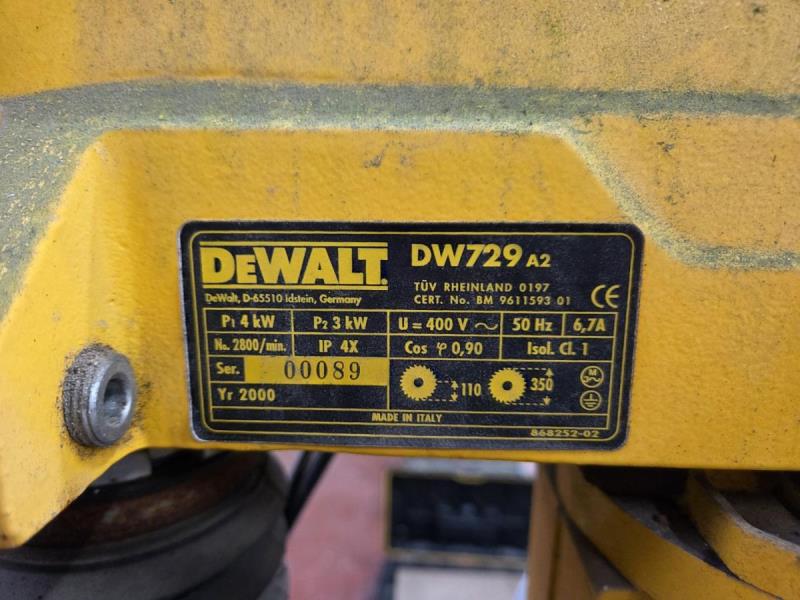 DEWALT. DW729 A2
DeWalt, D-65510 Idstein, Germany
TÜV RHEINLAND 0197
CERT. No. BM 9611593 01
CE
P1 4 kW P2 3 kW U = 400 V ~ 50 Hz 6,7A
No. 2800/min. IP 4X Cos φ 0,90 Isol. Cl. 1
Ser. 00089 110 350 M 3~
Yr 2000
MADE IN ITALY
868252-02